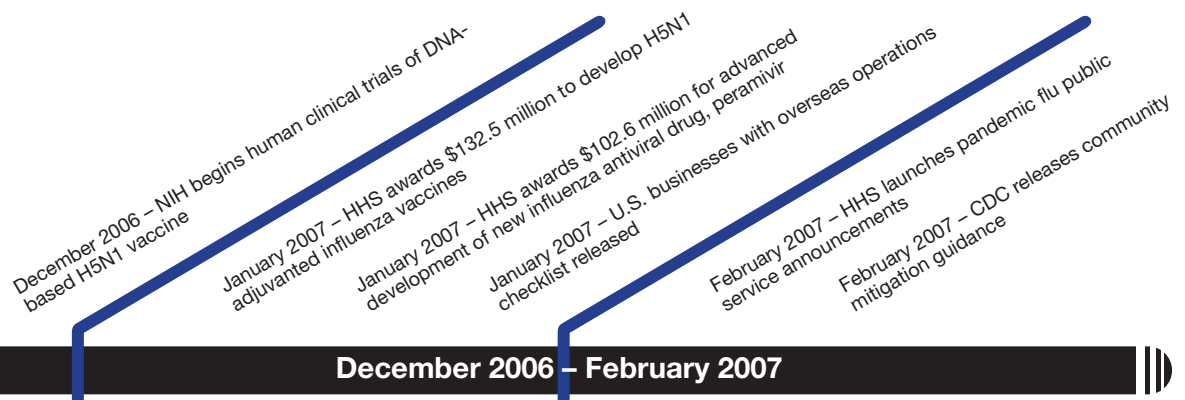 December 2006 – NIH begins human clinical trials of DNA-
based H5N1 vaccine
January 2007 – HHS awards $132.5 million to develop H5N1
adjuvanted influenza vaccines
January 2007 – HHS awards $102.6 million for advanced
development of new influenza antiviral drug, peramivir
January 2007 – U.S. businesses with overseas operations
checklist released
February 2007 – HHS launches pandemic flu public
service announcements
February 2007 – CDC releases community
mitigation guidance
December 2006 – February 2007